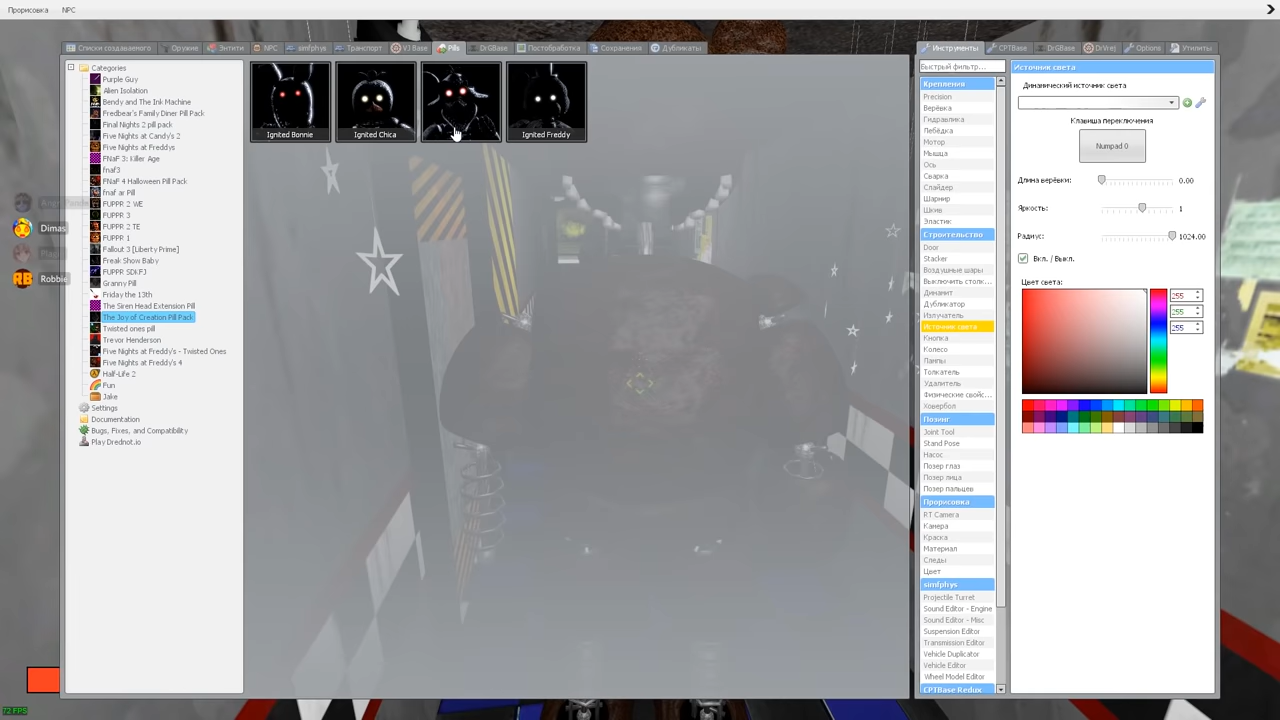 Прорисовка NPC
Списки создаваемого Оружие Энтити NPC simfphys Транспорт VJ Base Pills DrGBase Постобработка Сохранения Дубликаты
Инструменты CPTBase DrGBase DrVrej Options Утилиты
Categories
Purple Guy
Alien Isolation
Bendy and The Ink Machine
Fredbear's Family Diner Pill Pack
Final Nights 2 pill pack
Five Nights at Candy's 2
Five Nights at Freddys
FNaF 3: Killer Age
fnaf3
FNaF 4 Halloween Pill Pack
fnaf ar Pill
FUPPR 2 WE
FUPPR 3
FUPPR 2 TE
FUPPR 1
Fallout 3 [Liberty Prime]
Freak Show Baby
FUPPR SDKFJ
Granny Pill
Friday the 13th
The Siren Head Extension Pill
The Joy of Creation Pill Pack
Twisted ones pill
Trevor Henderson
Five Nights at Freddy's - Twisted Ones
Five Nights at Freddy's 4
Half-Life 2
Fun
Jake
Settings
Documentation
Bugs, Fixes, and Compatibility
Play Drednot.io
Dimas
RB Robbie
Ignited Bonnie
Ignited Chica
Ignited Freddy
Быстрый фильтр...
Крепления
Precision
Верёвка
Гидравлика
Лебёдка
Мотор
Мышца
Ось
Сварка
Слайдер
Шарнир
Шкив
Эластик
Строительство
Door
Stacker
Воздушные шары
Выключить столк...
Динамит
Дубликатор
Излучатель
Источник света
Кнопка
Колесо
Лампы
Толкатель
Удалитель
Физические свойс...
Ховербол
Позинг
Joint Tool
Stand Pose
Насос
Позер глаз
Позер лица
Позер пальцев
Прорисовка
RT Camera
Камера
Краска
Материал
Следы
Цвет
simfphys
Projectile Turret
Sound Editor - Engine
Sound Editor - Misc
Suspension Editor
Transmission Editor
Vehicle Duplicator
Vehicle Editor
Wheel Model Editor
CPTBase Redux
Источник света
Динамический источник света
Клавиша переключения
Numpad 0
Длина верёвки: 0.00
Яркость: 1
Радиус: 1024.00
Вкл. / Выкл.
Цвет света:
255
255
255
72 FPS